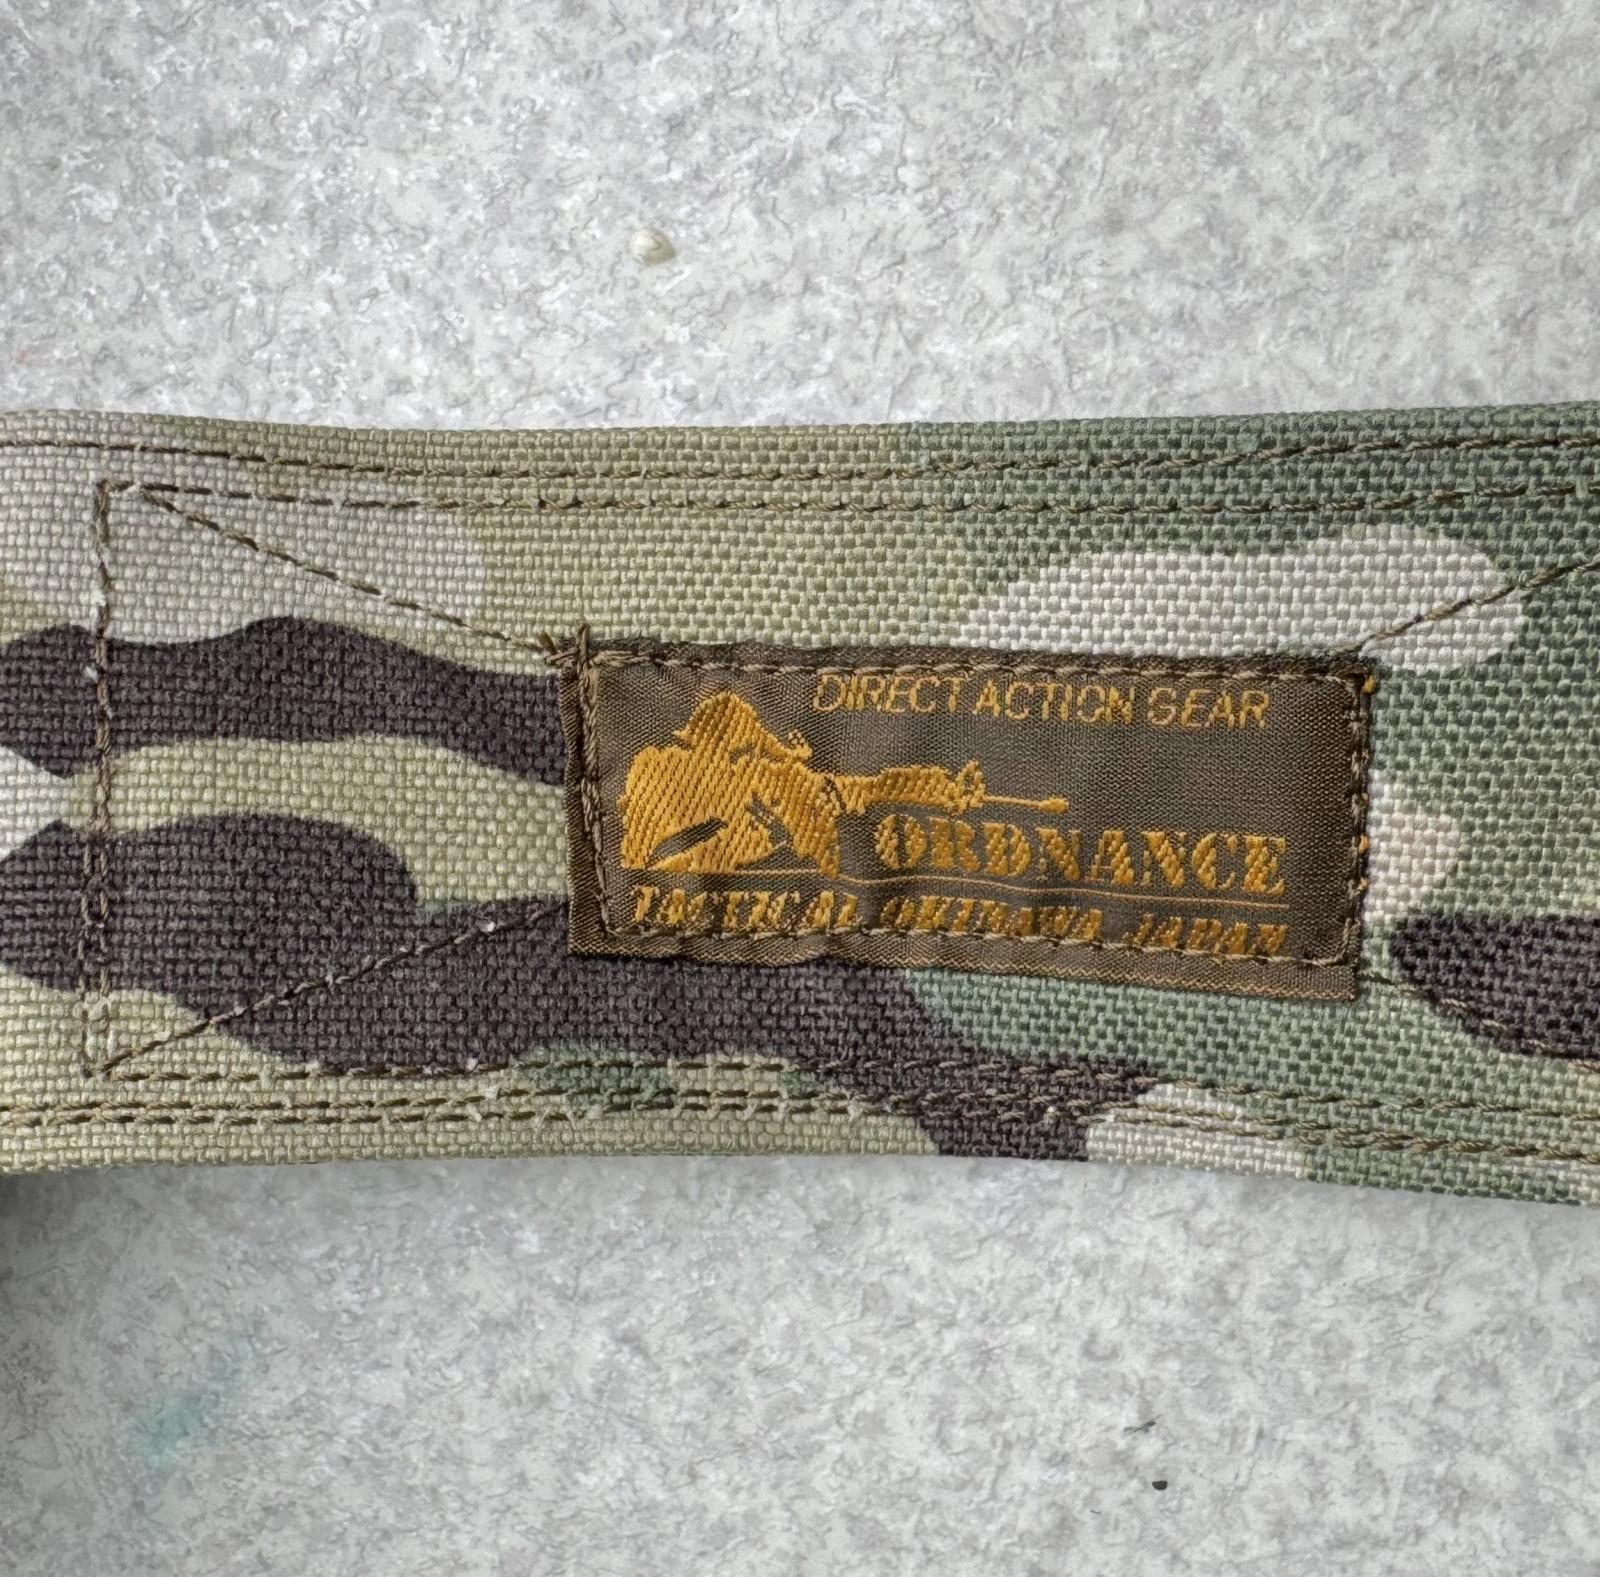 DIRECT ACTION GEAR
ORDNANCE
TACTICAL OKINAWA JAPAN